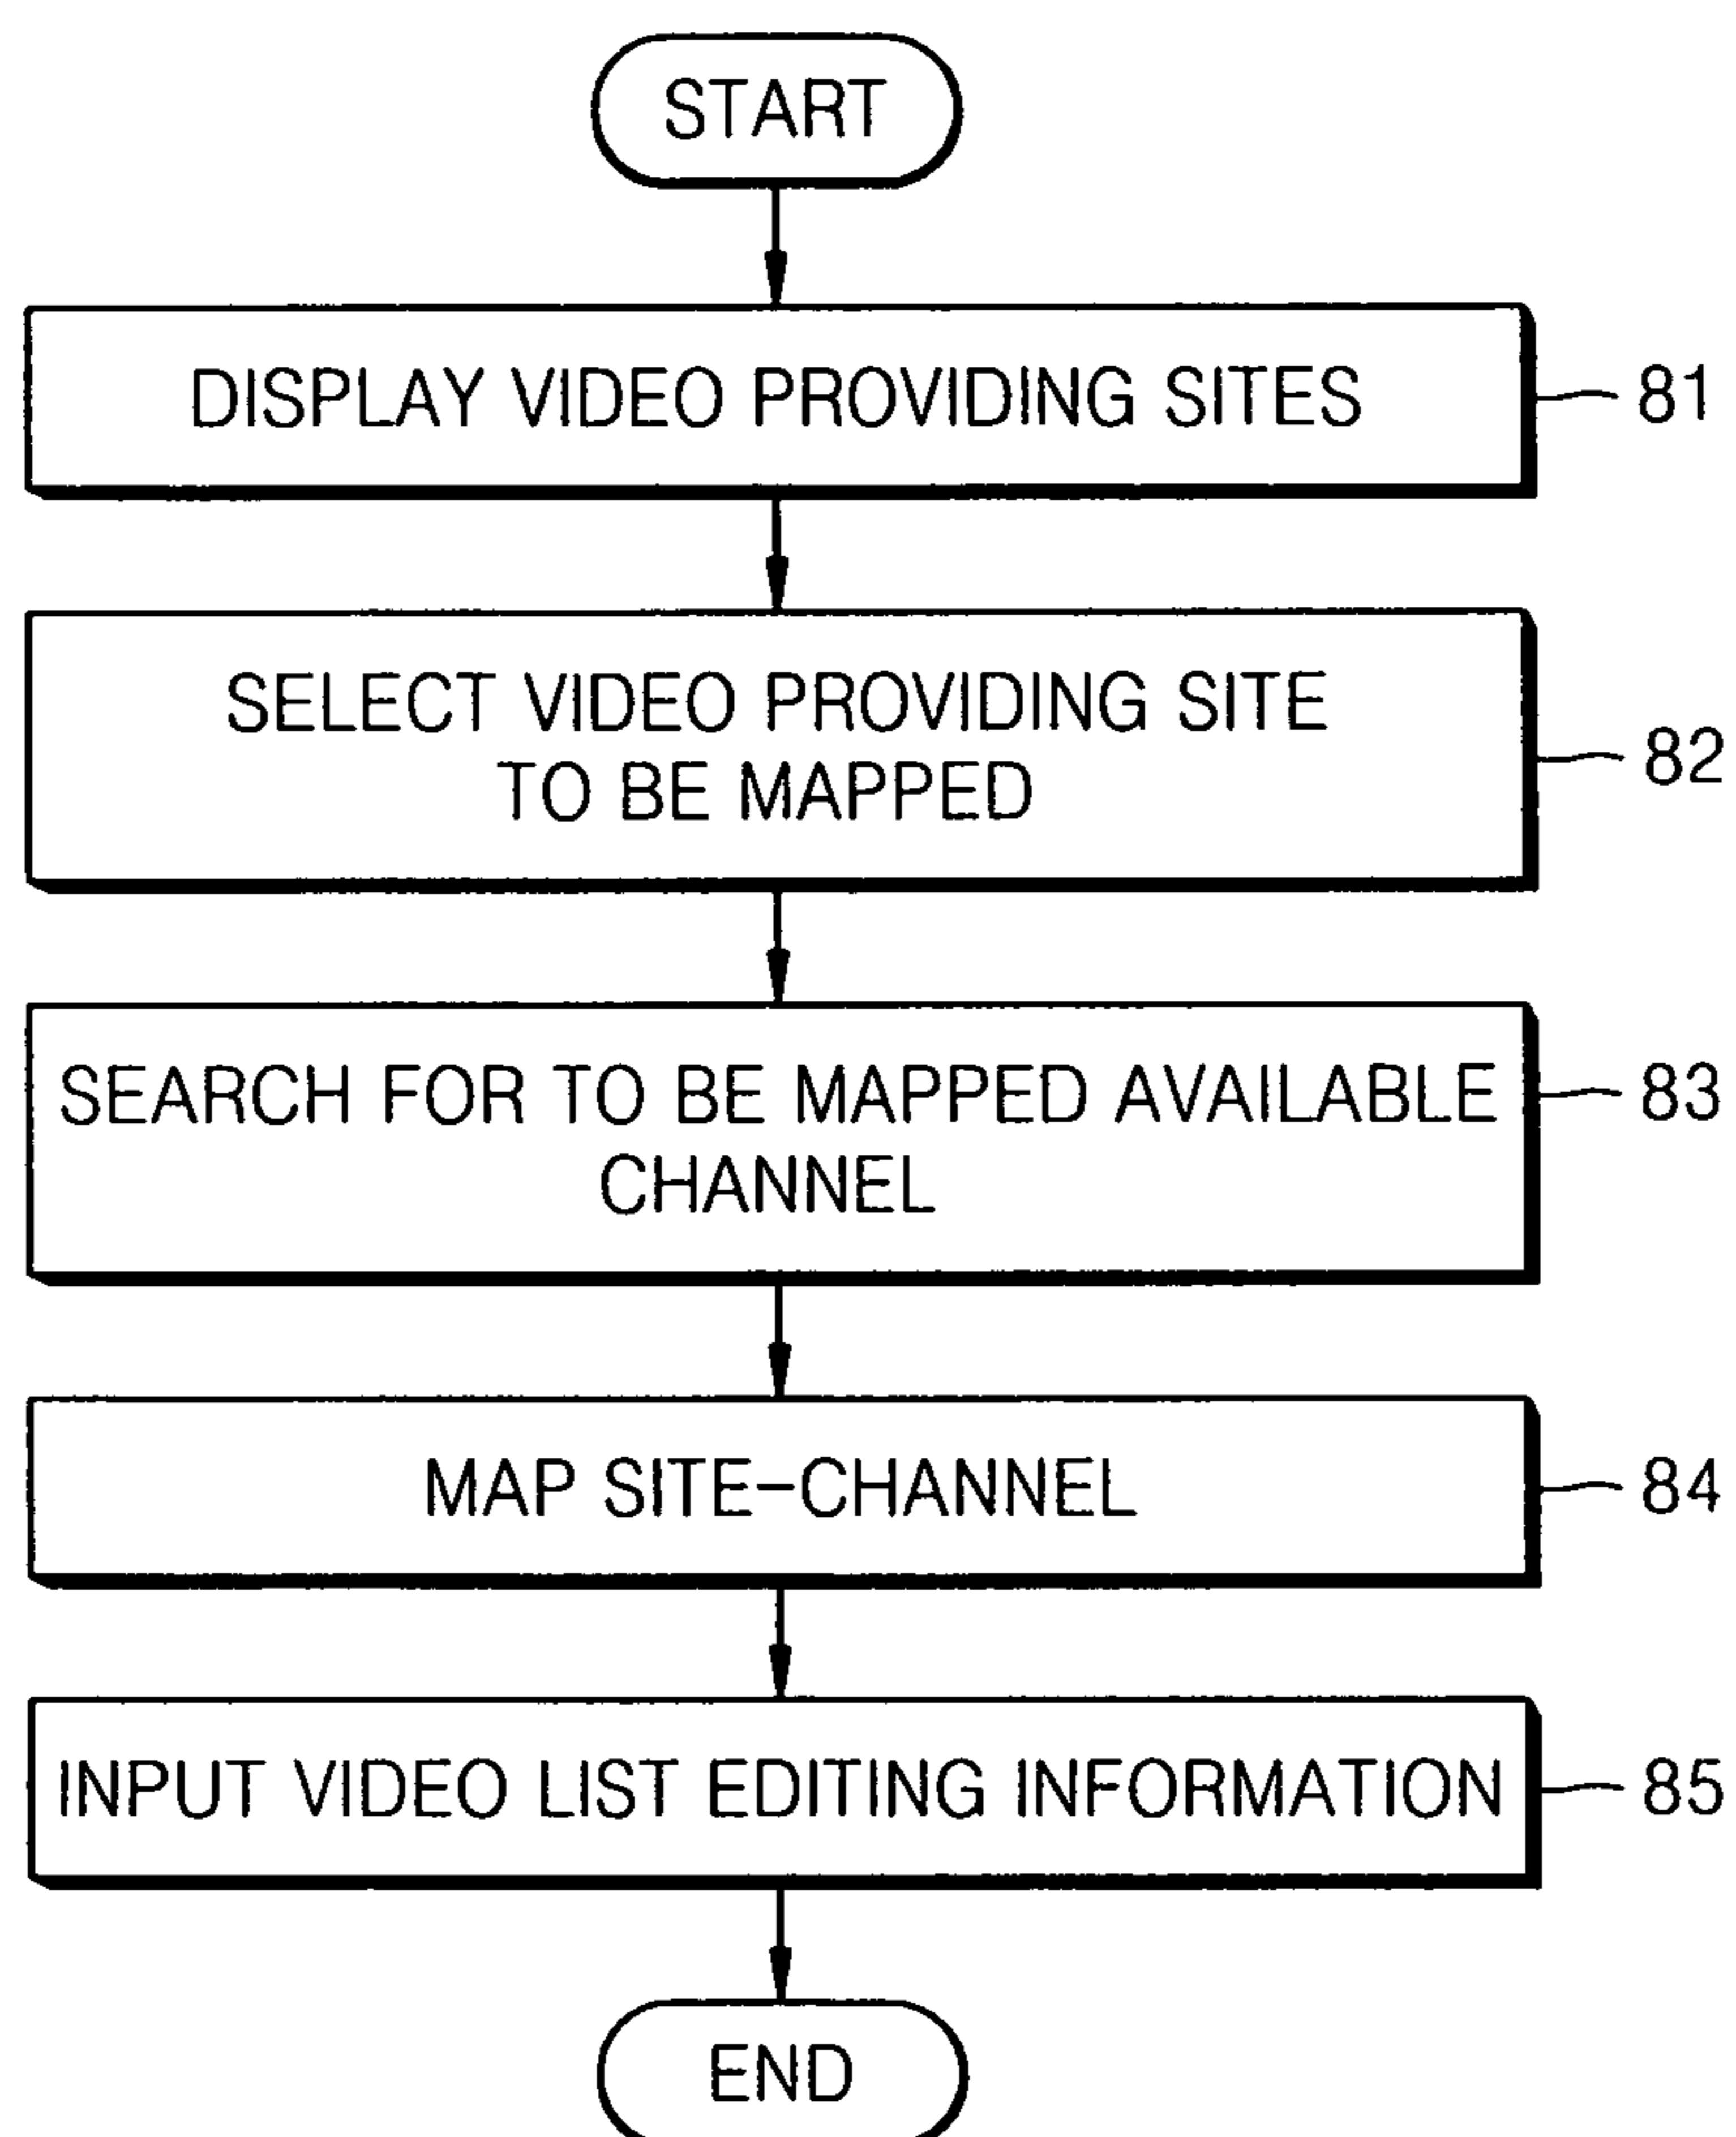 START
DISPLAY VIDEO PROVIDING SITES
81
SELECT VIDEO PROVIDING SITE
TO BE MAPPED
82
SEARCH FOR TO BE MAPPED AVAILABLE
CHANNEL
83
MAP SITE-CHANNEL
84
INPUT VIDEO LIST EDITING INFORMATION
85
END